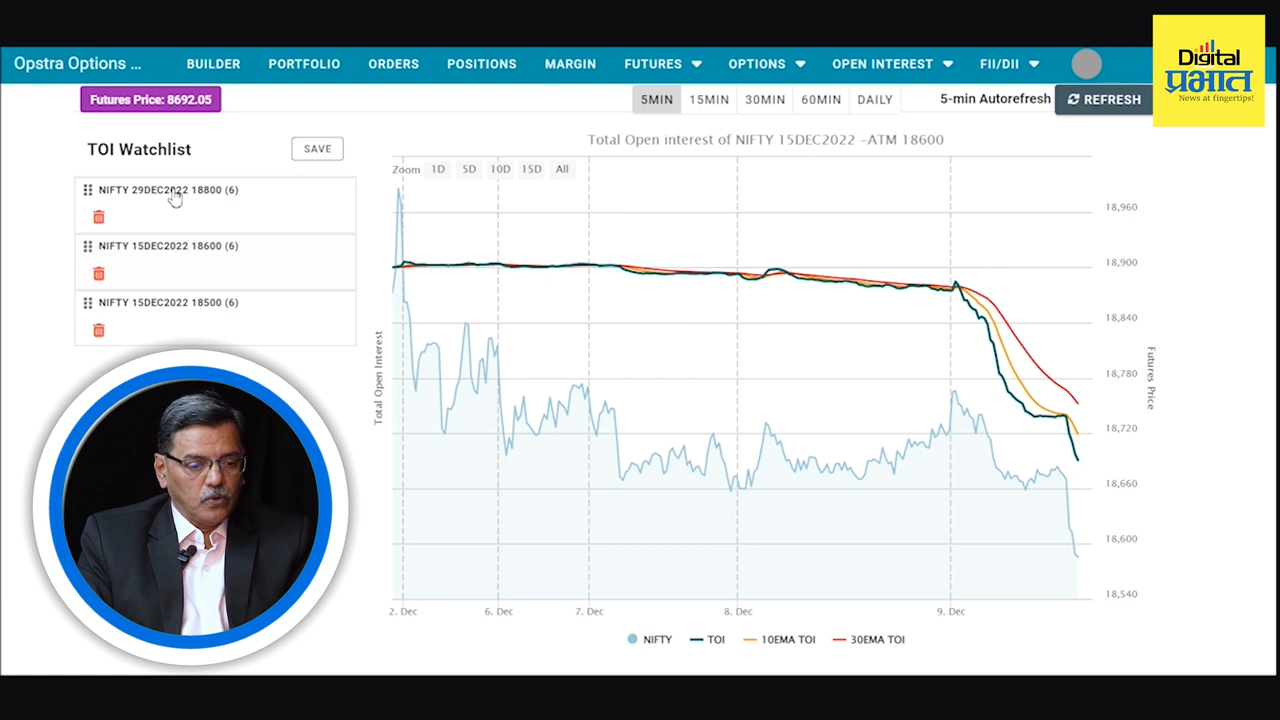 Digital
प्रभात
News at fingertips!
Opstra Options ...
BUILDER
PORTFOLIO
ORDERS
POSITIONS
MARGIN
FUTURES
OPTIONS
OPEN INTEREST
FII/DII
Futures Price: 8692.05
5MIN
15MIN
30MIN
60MIN
DAILY
5-min Autorefresh
REFRESH
TOI Watchlist
SAVE
NIFTY 29DEC2022 18800 (6)
NIFTY 15DEC2022 18600 (6)
NIFTY 15DEC2022 18500 (6)
Total Open interest of NIFTY 15DEC2022 -ATM 18600
Zoom 1D 5D 10D 15D All
Total Open Interest
18,960
18,900
18,840
18,780
18,720
18,660
18,600
18,540
Futures Price
2. Dec
6. Dec
7. Dec
8. Dec
9. Dec
NIFTY
TOI
10EMA TOI
30EMA TOI